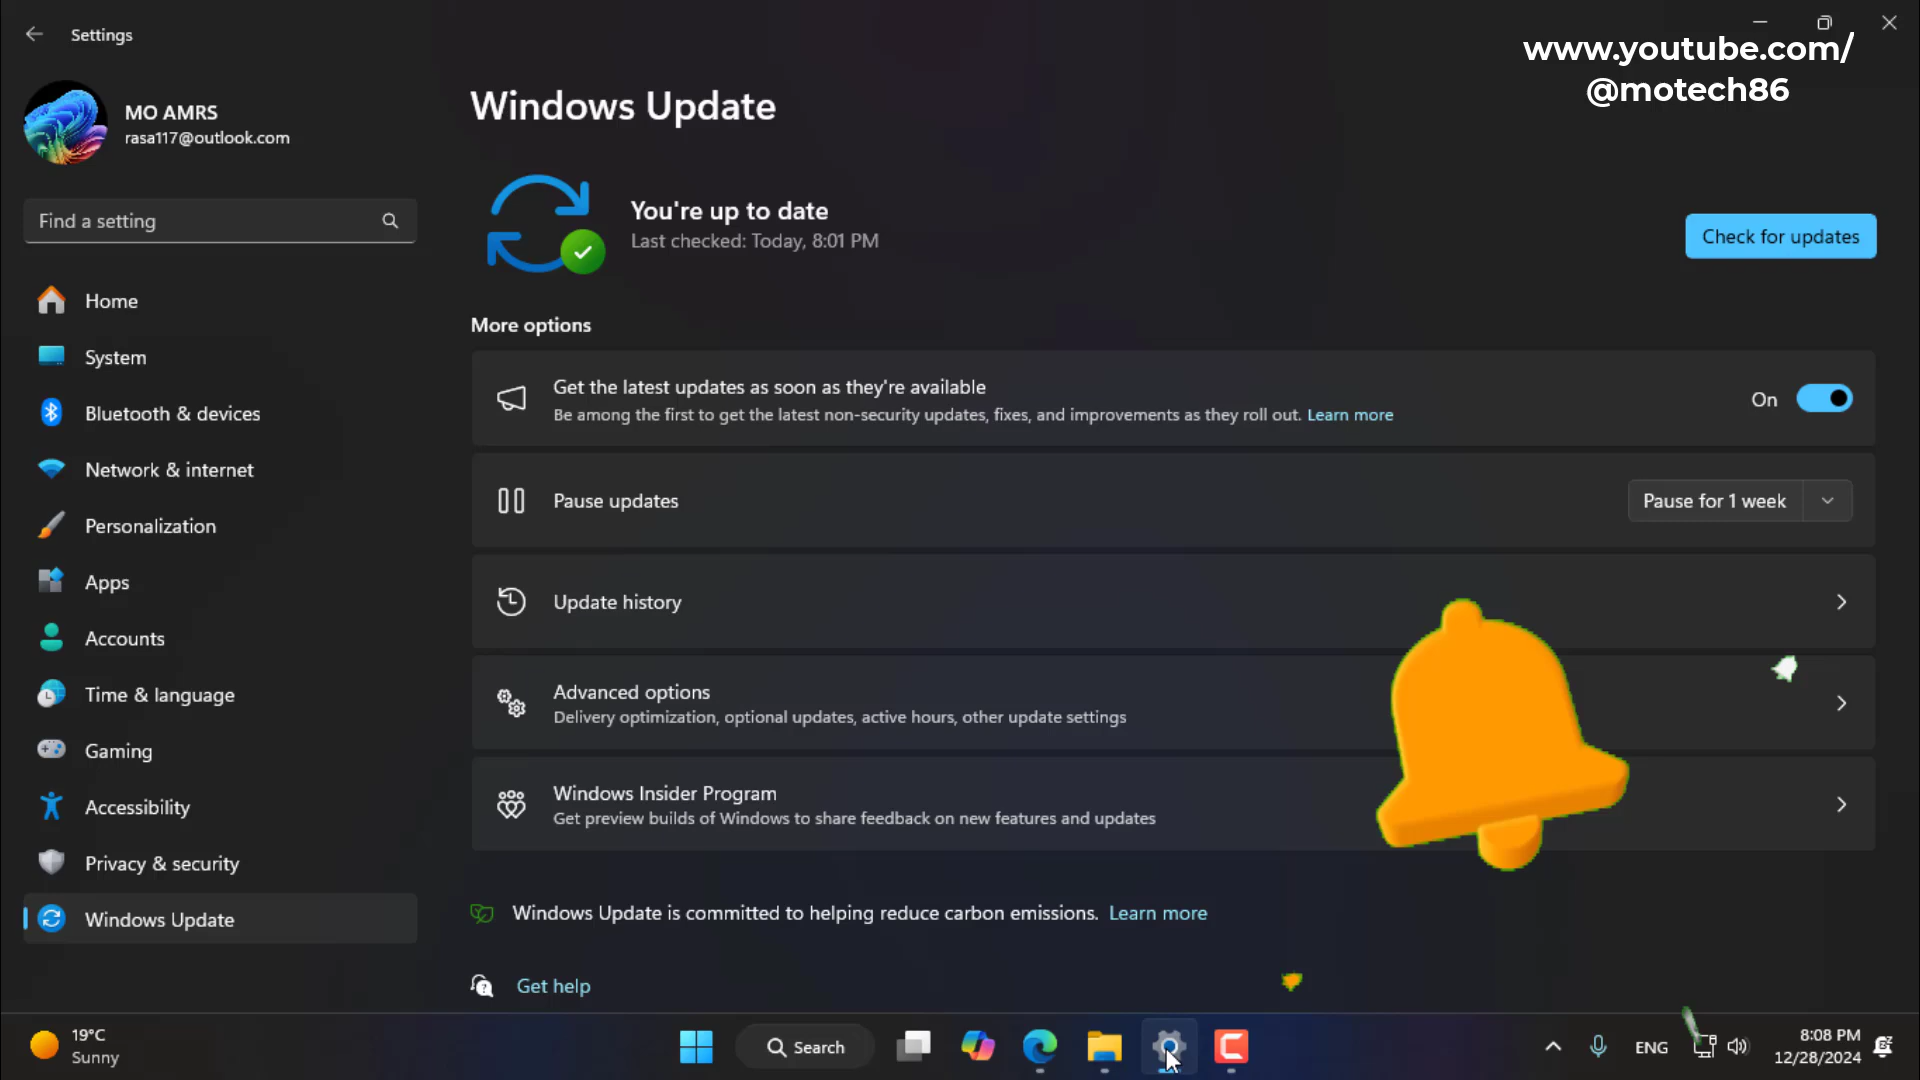 Settings
www.youtube.com/
@motech86
MO AMRS
rasa117@outlook.com
Find a setting
Home
System
Bluetooth & devices
Network & internet
Personalization
Apps
Accounts
Time & language
Gaming
Accessibility
Privacy & security
Windows Update
Windows Update
You're up to date
Last checked: Today, 8:01 PM
Check for updates
More options
Get the latest updates as soon as they're available
Be among the first to get the latest non-security updates, fixes, and improvements as they roll out. Learn more
On
Pause updates
Pause for 1 week
Update history
Advanced options
Delivery optimization, optional updates, active hours, other update settings
Windows Insider Program
Get preview builds of Windows to share feedback on new features and updates
Windows Update is committed to helping reduce carbon emissions. Learn more
Get help
19°C
Sunny
Search
ENG
8:08 PM
12/28/2024